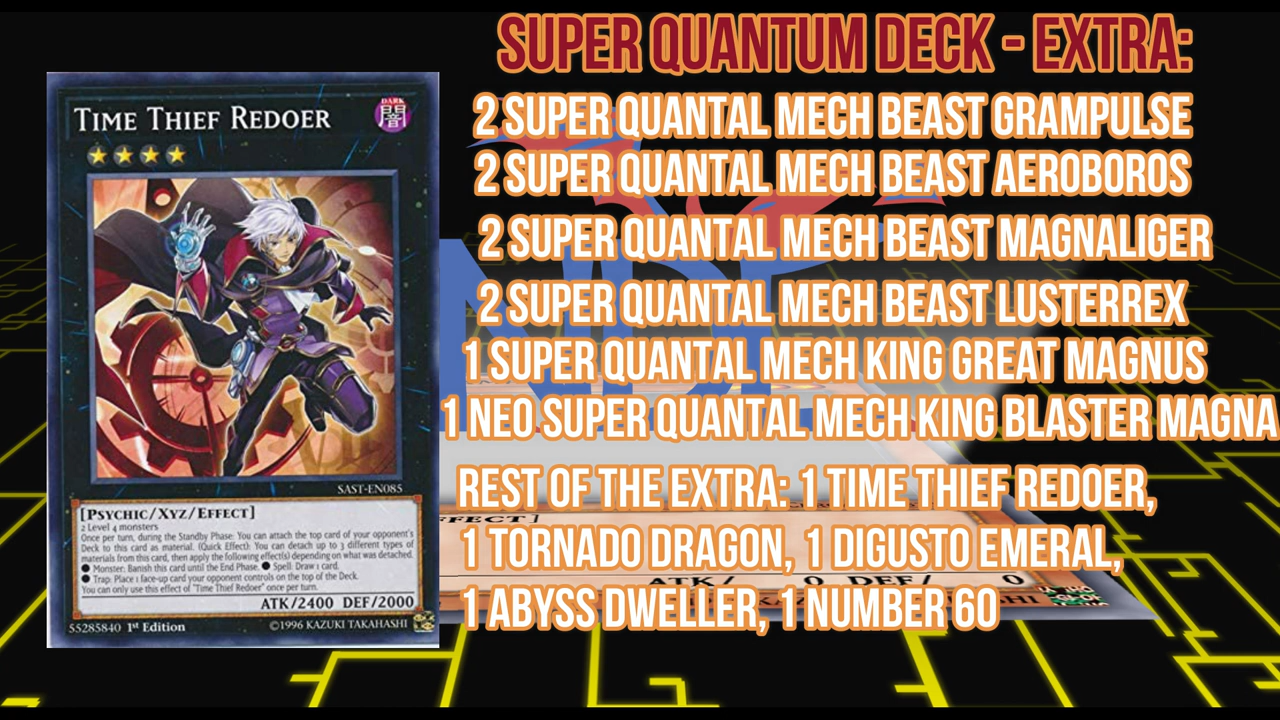 SUPER QUANTUM DECK - EXTRA:
2 SUPER QUANTAL MECH BEAST GRAMPULSE
2 SUPER QUANTAL MECH BEAST AEROBOROS
2 SUPER QUANTAL MECH BEAST MAGNALIGER
2 SUPER QUANTAL MECH BEAST LUSTERREX
1 SUPER QUANTAL MECH KING GREAT MAGNUS
1 NEO SUPER QUANTAL MECH KING BLASTER MAGNA
REST OF THE EXTRA: 1 TIME THIEF REDOER,
1 TORNADO DRAGON, 1 DIGUSTO EMERAL,
1 ABYSS DWELLER, 1 NUMBER 60
TIME THIEF REDOER
DARK
闇
SAST-EN085
[PSYCHIC/XYZ/EFFECT]
2 Level 4 monsters
Once per turn, during the Standby Phase: You can attach the top card of your opponent's
Deck to this card as material. (Quick Effect): You can detach up to 3 different types of
materials from this card, then apply the following effect(s) depending on what was detached.
● Monster: Banish this card until the End Phase. ● Spell: Draw 1 card.
● Trap: Place 1 face-up card your opponent controls on the top of the Deck.
You can only use this effect of "Time Thief Redoer" once per turn.
ATK/2400 DEF/2000
55285840 1st Edition ©1996 KAZUKI TAKAHASHI
FFECT]
ATK/ 0 DEF/ 0